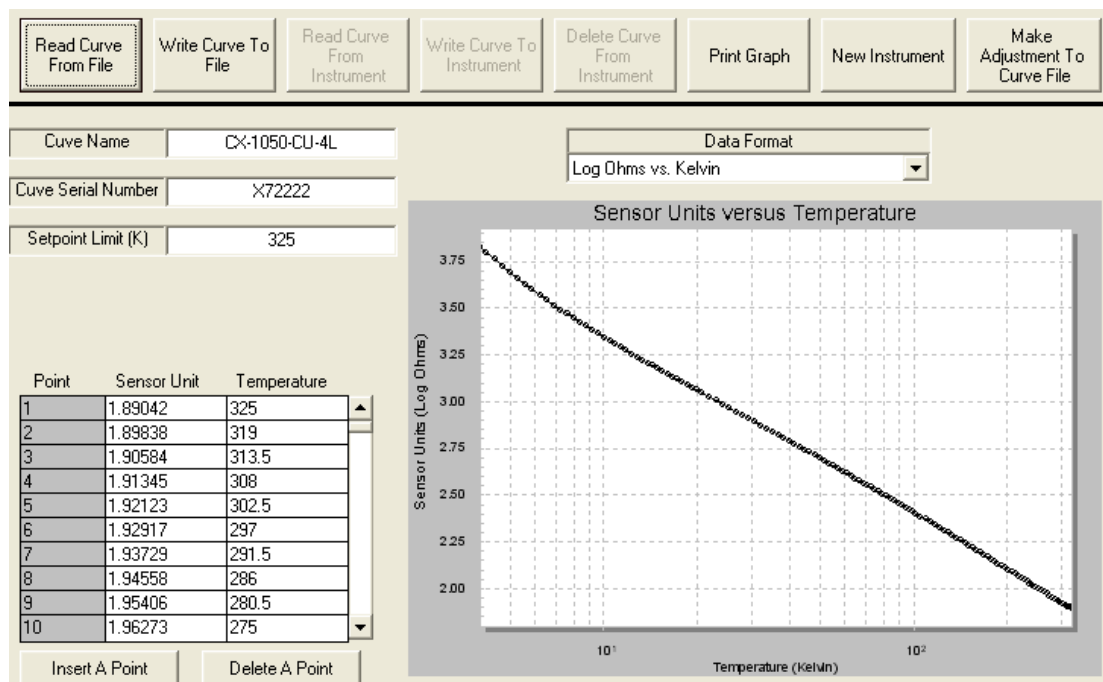 Read Curve From File
Write Curve To File
Read Curve From Instrument
Write Curve To Instrument
Delete Curve From Instrument
Print Graph
New Instrument
Make Adjustment To Curve File
Cuve Name
CX-1050-CU-4L
Cuve Serial Number
X72222
Setpoint Limit (K)
325
Data Format
Log Ohms vs. Kelvin
Point Sensor Unit Temperature
1 1.89042 325
2 1.89838 319
3 1.90584 313.5
4 1.91345 308
5 1.92123 302.5
6 1.92917 297
7 1.93729 291.5
8 1.94558 286
9 1.95406 280.5
10 1.96273 275
Insert A Point
Delete A Point
Sensor Units versus Temperature
Sensor Units (Log Ohms)
3.75
3.50
3.25
3.00
2.75
2.50
2.25
2.00
10¹ 10²
Temperature (Kelvin)